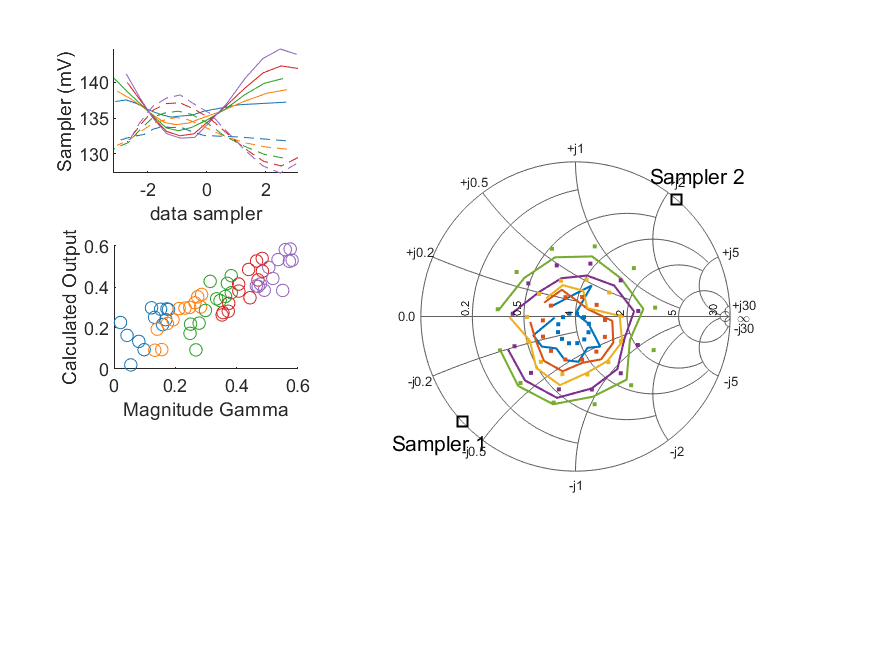 Sampler (mV)
140
135
130
-2 0 2
data sampler
Calculated Output
0.6
0.4
0.2
0
0 0.2 0.4 0.6
Magnitude Gamma
+j1
+j0.5
Sampler 2
+j0.2
+j5
0.0
0.2
0.5
1
2
5
30
+j30
∞
-j30
-j0.2
-j5
Sampler 1
-j0.5
-j2
-j1